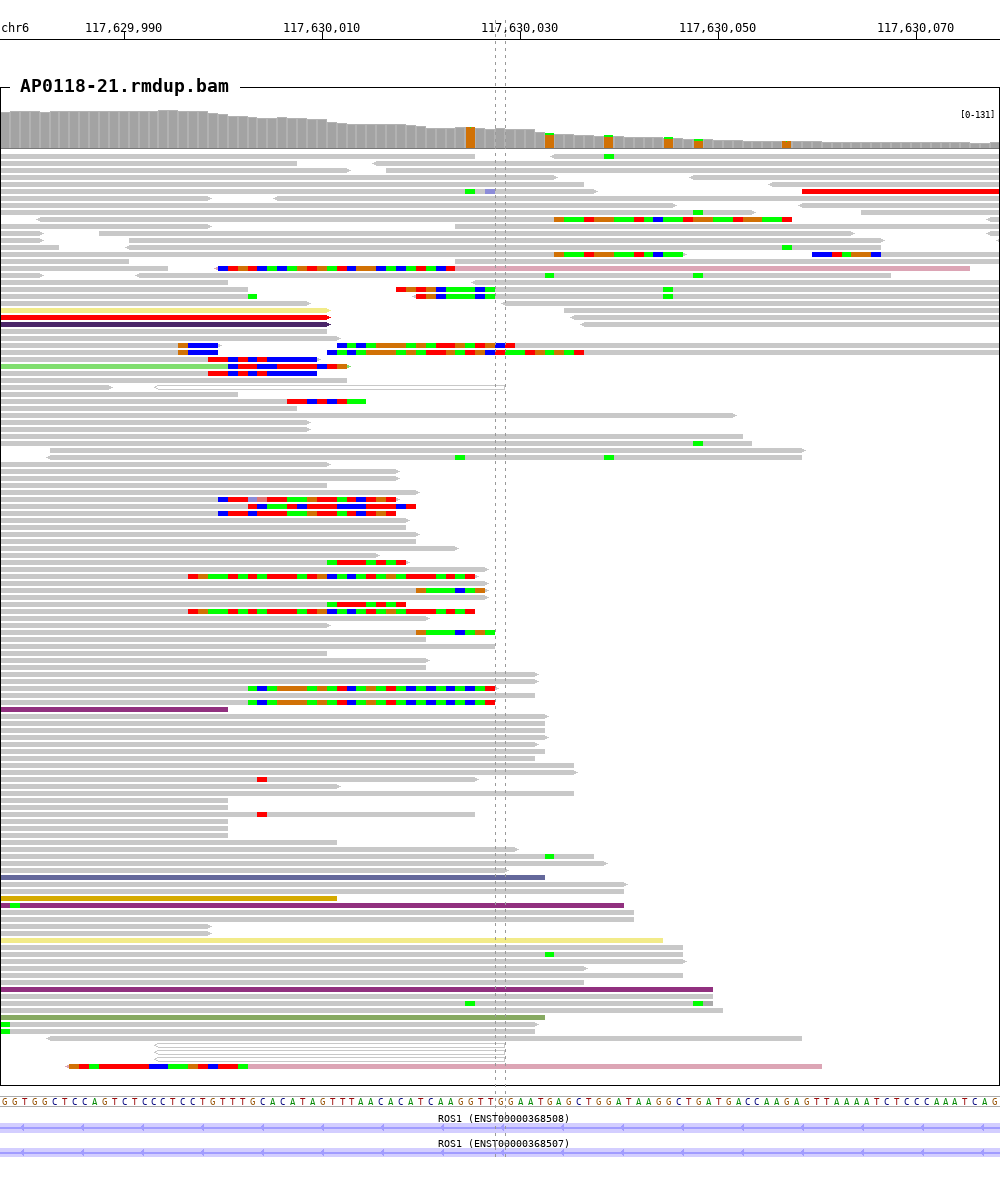 chr6 117,629,990 117,630,010 117,630,030 117,630,050 117,630,070
AP0118-21.rmdup.bam
[0-131]
GGTGGCTCCAGTCTCCCTCCTGTTTGCACATAGTTTAACACATCAAGGTTGGAATGAGCTGGATAAGGCTGATGACCAAGAGTTAAAATCTCCCAAATCAG
ROS1 (ENST00000368508)
ROS1 (ENST00000368507)